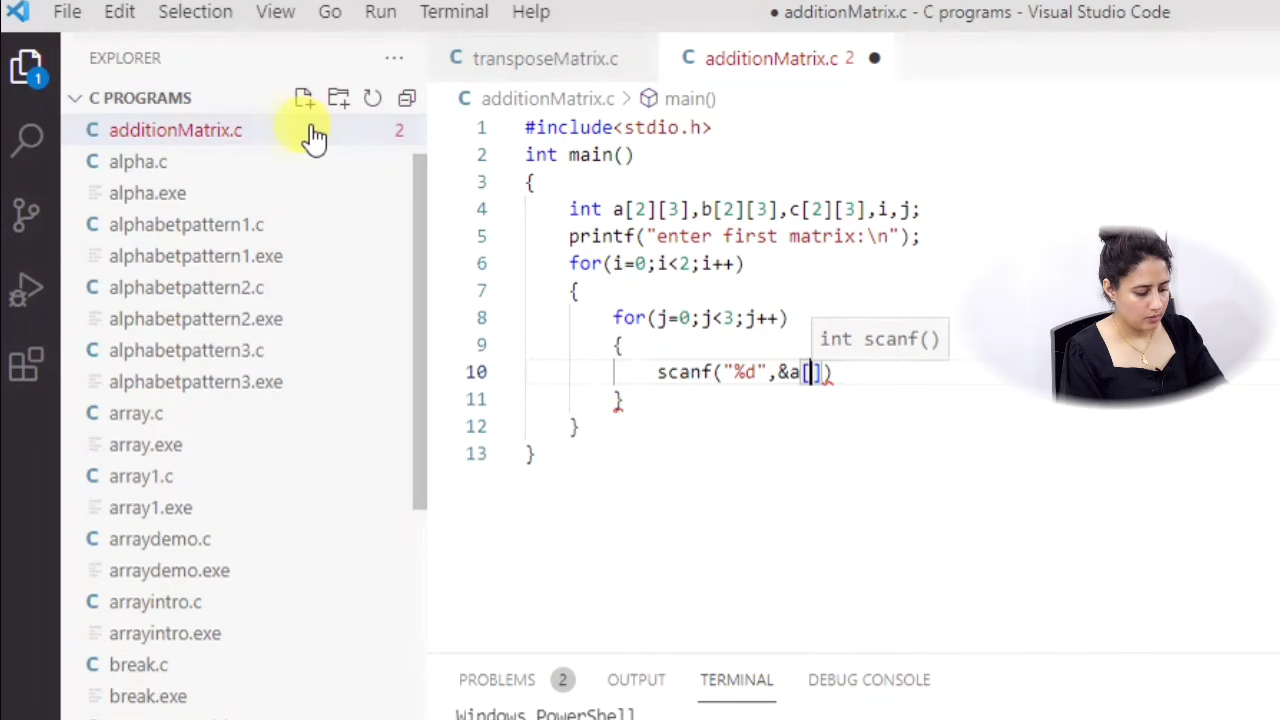 File Edit Selection View Go Run Terminal Help
● additionMatrix.c - C programs - Visual Studio Code
EXPLORER ···
C transposeMatrix.c
C additionMatrix.c 2 ●
1
C PROGRAMS
C additionMatrix.c > main()
C additionMatrix.c 2
C alpha.c
alpha.exe
C alphabetpattern1.c
alphabetpattern1.exe
C alphabetpattern2.c
alphabetpattern2.exe
C alphabetpattern3.c
alphabetpattern3.exe
C array.c
array.exe
C array1.c
array1.exe
C arraydemo.c
arraydemo.exe
C arrayintro.c
arrayintro.exe
C break.c
break.exe
1 #include<stdio.h>
2 int main()
3 {
4 int a[2][3],b[2][3],c[2][3],i,j;
5 printf("enter first matrix:\n");
6 for(i=0;i<2;i++)
7 {
8 for(j=0;j<3;j++)
9 {
int scanf()
10 scanf("%d",&a[])
11 }
12 }
13 }
PROBLEMS 2 OUTPUT TERMINAL DEBUG CONSOLE
Windows PowerShell